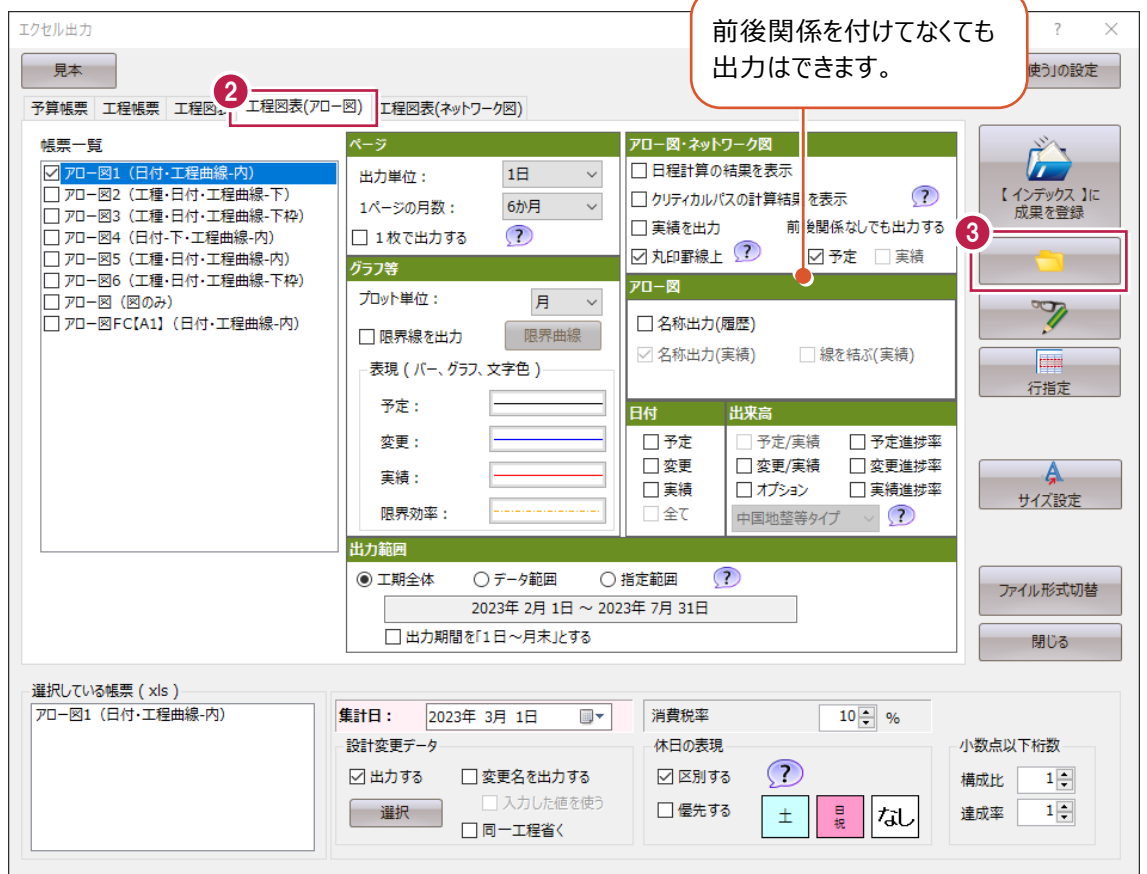 エクセル出力
前後関係を付けてなくても
出力はできます。
?
見本
使う」の設定
2
予算帳票
工程帳票
工程図表
工程図表(アロー図)
工程図表(ネットワーク図)
帳票一覧
アロー図1（日付・工程曲線-内）
アロー図2（工種・日付・工程曲線-下）
アロー図3（工種・日付・工程曲線-下枠）
アロー図4（日付-下・工程曲線-内）
アロー図5（工種・日付・工程曲線-内）
アロー図6（工種・日付・工程曲線-下枠）
アロー図（図のみ）
アロー図FC【A1】（日付・工程曲線-内）
ページ
出力単位：
1日
1ページの月数：
6か月
1枚で出力する
?
グラフ等
プロット単位：
月
限界線を出力
限界曲線
表現 ( バー、グラフ、文字色 )
予定：
変更：
実績：
限界効率：
アロー図・ネットワーク図
日程計算の結果を表示
クリティカルパスの計算結果を表示
?
実績を出力
前後関係なしでも出力する
丸印罫線上
?
予定
実績
アロー図
名称出力(履歴)
名称出力(実績)
線を結ぶ(実績)
日付
予定
変更
実績
全て
出来高
予定/実績
予定進捗率
変更/実績
変更進捗率
オプション
実績進捗率
中国地整等タイプ
?
出力範囲
工期全体
データ範囲
指定範囲
?
2023年 2月 1日 ～ 2023年 7月 31日
出力期間を「1日～月末」とする
【 インデックス 】に
成果を登録
3
行指定
サイズ設定
ファイル形式切替
閉じる
選択している帳票 ( xls )
アロー図1（日付・工程曲線-内）
集計日：
2023年 3月 1日
消費税率
10
%
設計変更データ
出力する
変更名を出力する
入力した値を使う
選択
同一工程省く
休日の表現
区別する
?
優先する
土
日
祝
なし
小数点以下桁数
構成比
1
達成率
1